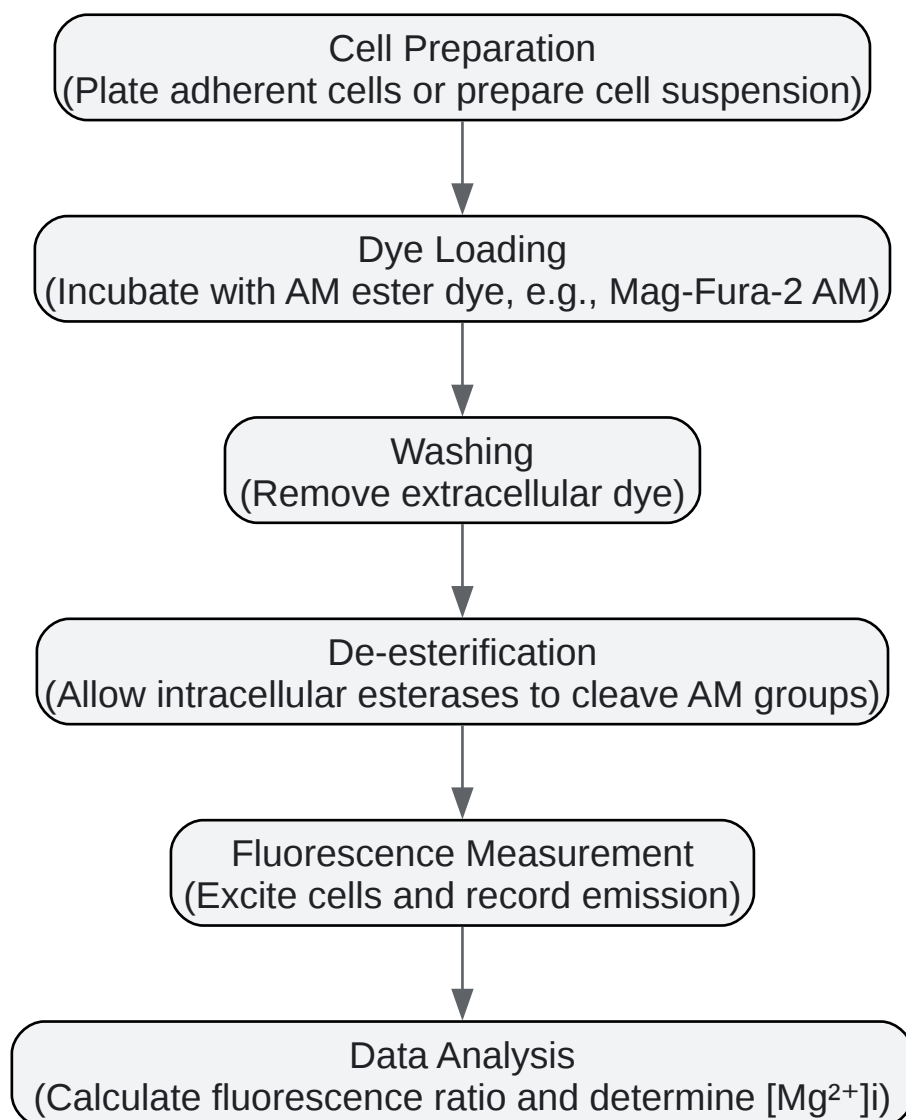 Cell Preparation
(Plate adherent cells or prepare cell suspension)
Dye Loading
(Incubate with AM ester dye, e.g., Mag-Fura-2 AM)
Washing
(Remove extracellular dye)
De-esterification
(Allow intracellular esterases to cleave AM groups)
Fluorescence Measurement
(Excite cells and record emission)
Data Analysis
(Calculate fluorescence ratio and determine [Mg²⁺]i)